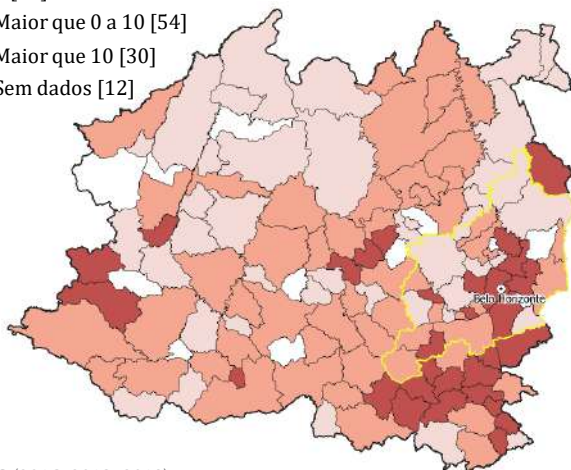 Maior que 0 a 10 [54]
Maior que 10 [30]
Sem dados [12]
Belo Horizonte